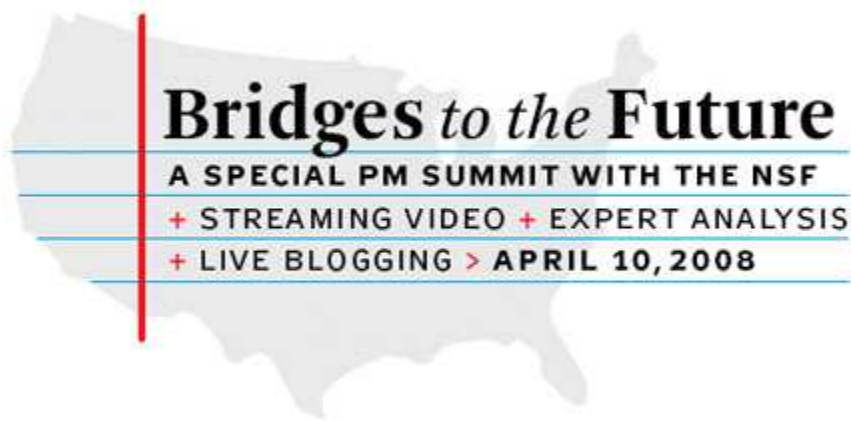 Bridges to the Future
A SPECIAL PM SUMMIT WITH THE NSF
+ STREAMING VIDEO + EXPERT ANALYSIS
+ LIVE BLOGGING > APRIL 10, 2008